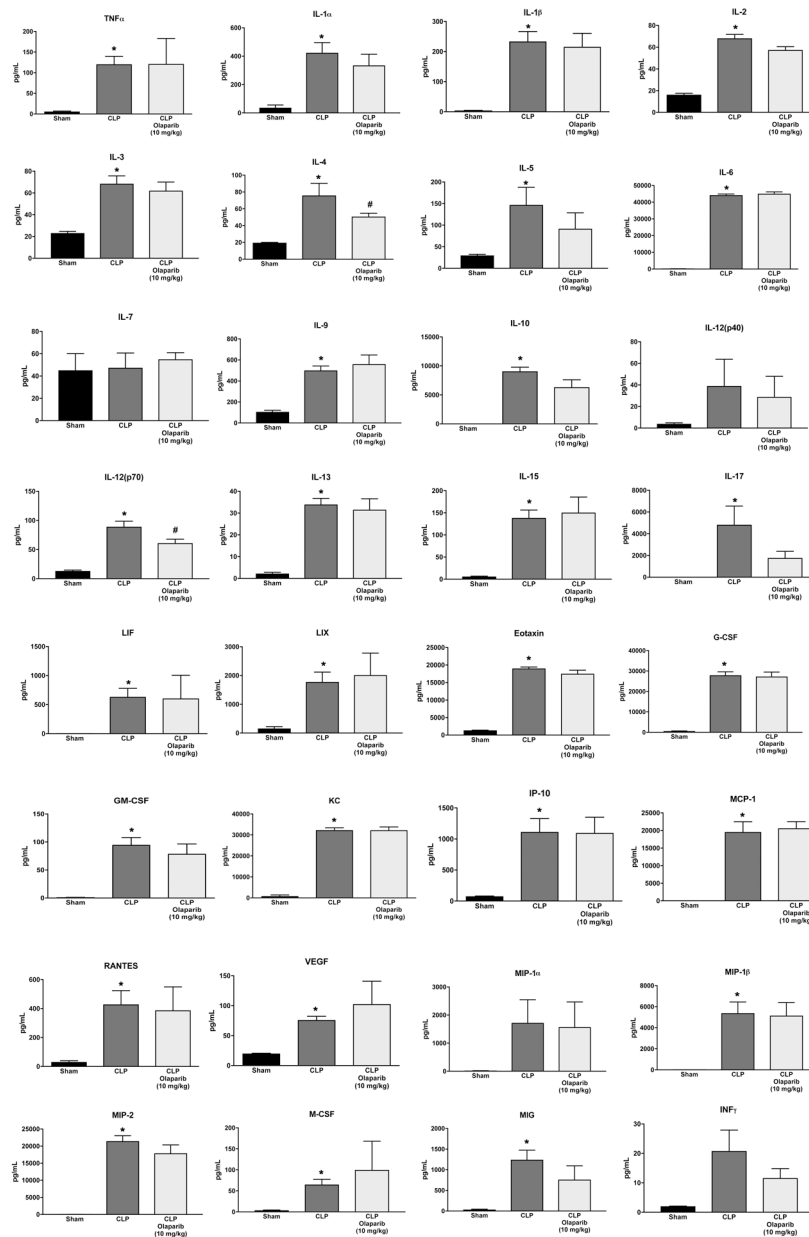 TNFα
pg/mL
200
150
100
50
0
*
Sham CLP CLP
Olaparib
(10 mg/kg)
IL-1α
pg/mL
600
400
200
0
*
Sham CLP CLP
Olaparib
(10 mg/kg)
IL-1β
pg/mL
300
200
100
0
*
Sham CLP CLP
Olaparib
(10 mg/kg)
IL-2
pg/mL
80
60
40
20
0
*
Sham CLP CLP
Olaparib
(10 mg/kg)
IL-3
pg/mL
80
60
40
20
0
*
Sham CLP CLP
Olaparib
(10 mg/kg)
IL-4
pg/mL
100
80
60
40
20
0
*
#
Sham CLP CLP
Olaparib
(10 mg/kg)
IL-5
pg/mL
200
150
100
50
0
*
Sham CLP CLP
Olaparib
(10 mg/kg)
IL-6
pg/mL
50000
40000
30000
20000
10000
0
*
Sham CLP CLP
Olaparib
(10 mg/kg)
IL-7
pg/mL
80
60
40
20
0
Sham CLP CLP
Olaparib
(10 mg/kg)
IL-9
pg/mL
800
600
400
200
0
*
Sham CLP CLP
Olaparib
(10 mg/kg)
IL-10
pg/mL
15000
10000
5000
0
*
Sham CLP CLP
Olaparib
(10 mg/kg)
IL-12(p40)
pg/mL
80
60
40
20
0
Sham CLP CLP
Olaparib
(10 mg/kg)
IL-12(p70)
pg/mL
150
100
50
0
*
#
Sham CLP CLP
Olaparib
(10 mg/kg)
IL-13
pg/mL
40
30
20
10
0
*
Sham CLP CLP
Olaparib
(10 mg/kg)
IL-15
pg/mL
200
150
100
50
0
*
Sham CLP CLP
Olaparib
(10 mg/kg)
IL-17
pg/mL
8000
6000
4000
2000
0
*
Sham CLP CLP
Olaparib
(10 mg/kg)
LIF
pg/mL
1500
1000
500
0
*
Sham CLP CLP
Olaparib
(10 mg/kg)
LIX
pg/mL
3000
2000
1000
0
*
Sham CLP CLP
Olaparib
(10 mg/kg)
Eotaxin
pg/mL
25000
20000
15000
10000
5000
0
*
Sham CLP CLP
Olaparib
(10 mg/kg)
G-CSF
pg/mL
40000
30000
20000
10000
0
*
Sham CLP CLP
Olaparib
(10 mg/kg)
GM-CSF
pg/mL
150
100
50
0
*
Sham CLP CLP
Olaparib
(10 mg/kg)
KC
pg/mL
40000
30000
20000
10000
0
*
Sham CLP CLP
Olaparib
(10 mg/kg)
IP-10
pg/mL
1500
1000
500
0
*
Sham CLP CLP
Olaparib
(10 mg/kg)
MCP-1
pg/mL
25000
20000
15000
10000
5000
0
*
Sham CLP CLP
Olaparib
(10 mg/kg)
RANTES
pg/mL
600
400
200
0
*
Sham CLP CLP
Olaparib
(10 mg/kg)
VEGF
pg/mL
150
100
50
0
*
Sham CLP CLP
Olaparib
(10 mg/kg)
MIP-1α
pg/mL
3000
2000
1000
0
Sham CLP CLP
Olaparib
(10 mg/kg)
MIP-1β
pg/mL
8000
6000
4000
2000
0
*
Sham CLP CLP
Olaparib
(10 mg/kg)
MIP-2
pg/mL
25000
20000
15000
10000
5000
0
*
Sham CLP CLP
Olaparib
(10 mg/kg)
M-CSF
pg/mL
200
150
100
50
0
*
Sham CLP CLP
Olaparib
(10 mg/kg)
MIG
pg/mL
2000
1500
1000
500
0
*
Sham CLP CLP
Olaparib
(10 mg/kg)
INFγ
pg/mL
30
20
10
0
Sham CLP CLP
Olaparib
(10 mg/kg)